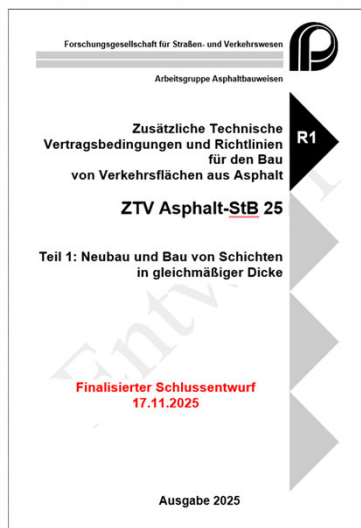 Forschungsgesellschaft für Straßen- und Verkehrswesen
Arbeitsgruppe Asphaltbauweisen
Zusätzliche Technische
Vertragsbedingungen und Richtlinien
für den Bau
von Verkehrsflächen aus Asphalt
R1
ZTV Asphalt-StB 25
Teil 1: Neubau und Bau von Schichten
in gleichmäßiger Dicke
Entwurf
Finalisierter Schlussentwurf
17.11.2025
Ausgabe 2025